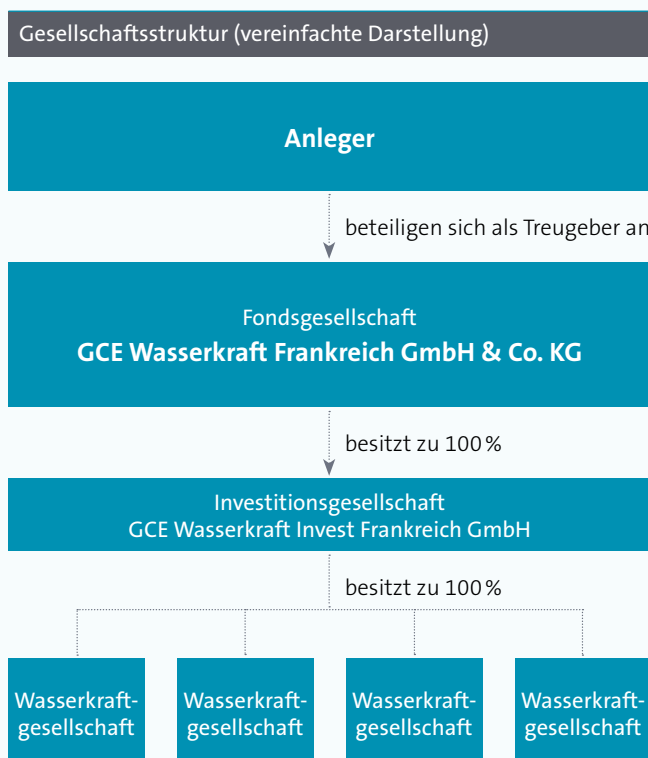 Gesellschaftsstruktur (vereinfachte Darstellung)
Anleger
beteiligen sich als Treugeber an
Fondsgesellschaft
GCE Wasserkraft Frankreich GmbH & Co. KG
besitzt zu 100 %
Investitionsgesellschaft
GCE Wasserkraft Invest Frankreich GmbH
besitzt zu 100 %
Wasserkraft-
gesellschaft
Wasserkraft-
gesellschaft
Wasserkraft-
gesellschaft
Wasserkraft-
gesellschaft